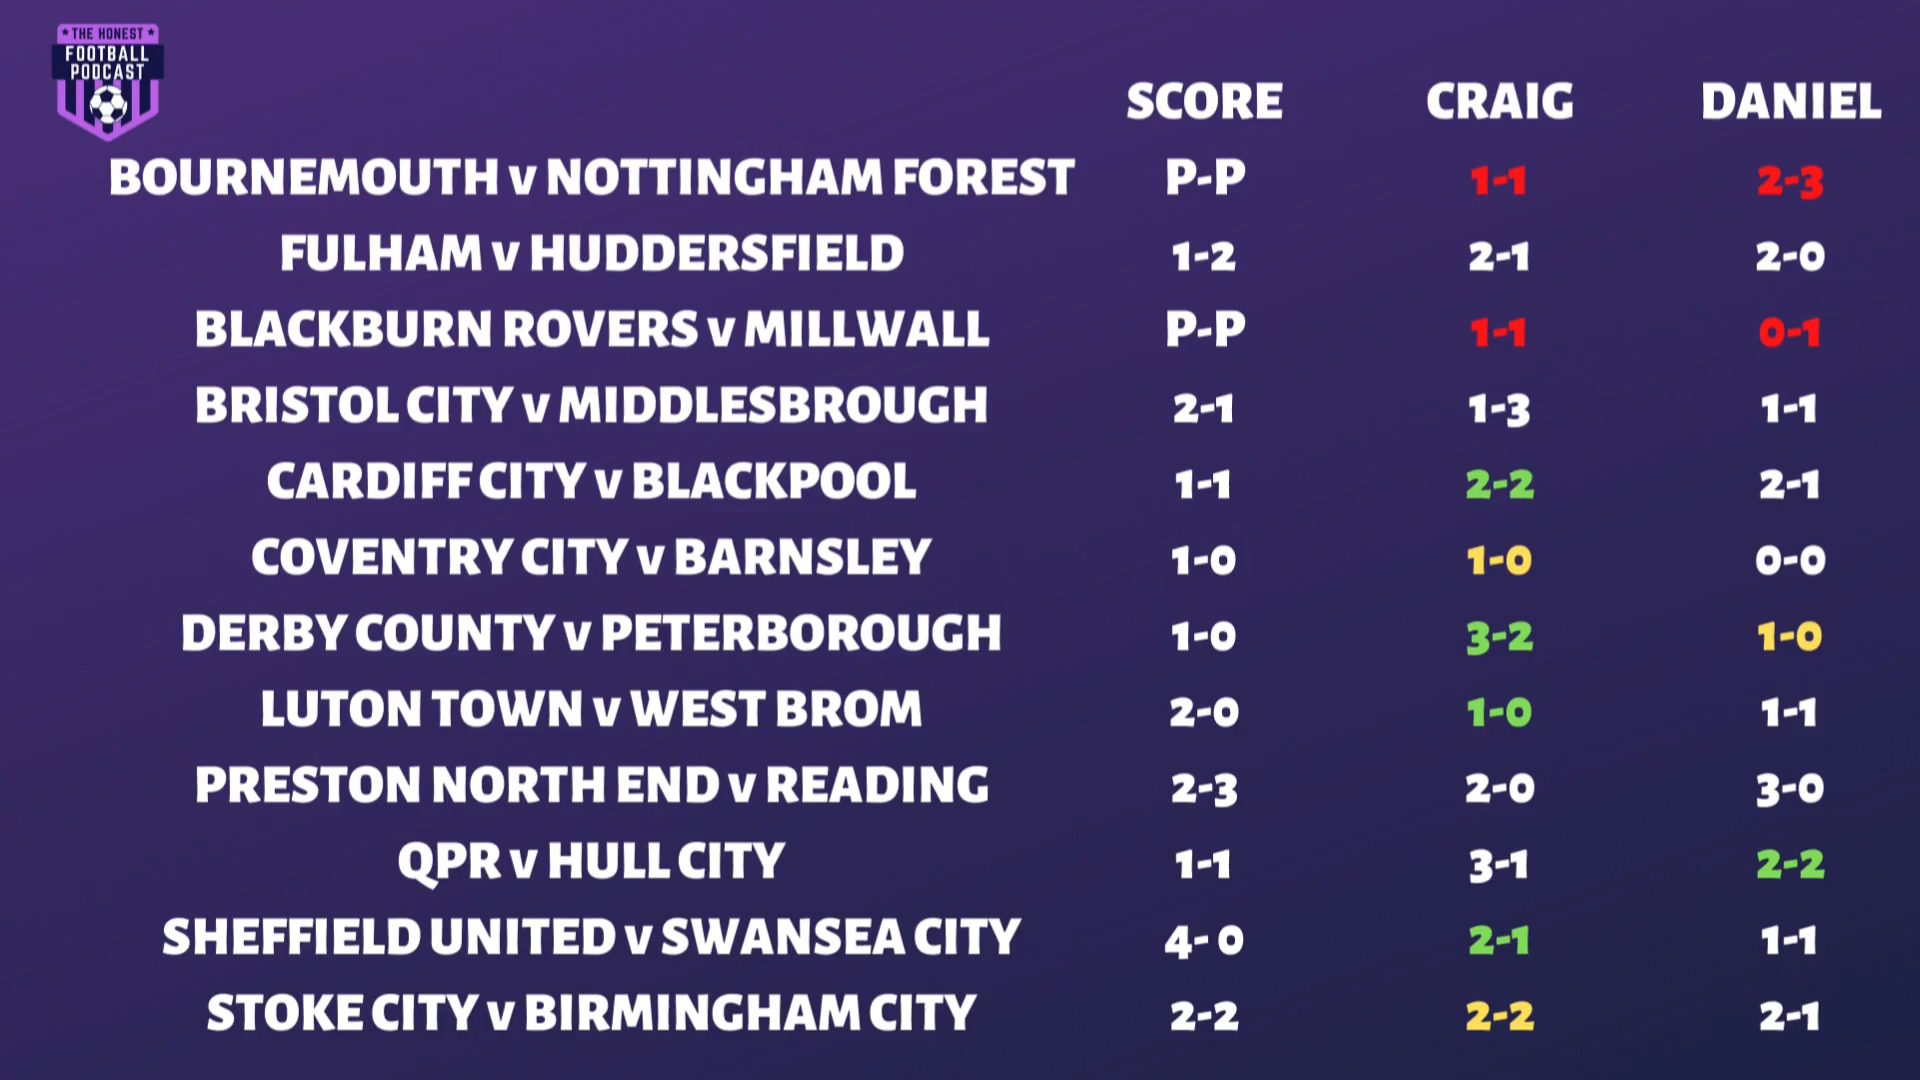 ★ THE HONEST ★
FOOTBALL
PODCAST
SCORE CRAIG DANIEL
BOURNEMOUTH v NOTTINGHAM FOREST P-P 1-1 2-3
FULHAM v HUDDERSFIELD 1-2 2-1 2-0
BLACKBURN ROVERS v MILLWALL P-P 1-1 0-1
BRISTOL CITY v MIDDLESBROUGH 2-1 1-3 1-1
CARDIFF CITY v BLACKPOOL 1-1 2-2 2-1
COVENTRY CITY v BARNSLEY 1-0 1-0 0-0
DERBY COUNTY v PETERBOROUGH 1-0 3-2 1-0
LUTON TOWN v WEST BROM 2-0 1-0 1-1
PRESTON NORTH END v READING 2-3 2-0 3-0
QPR v HULL CITY 1-1 3-1 2-2
SHEFFIELD UNITED v SWANSEA CITY 4- 0 2-1 1-1
STOKE CITY v BIRMINGHAM CITY 2-2 2-2 2-1